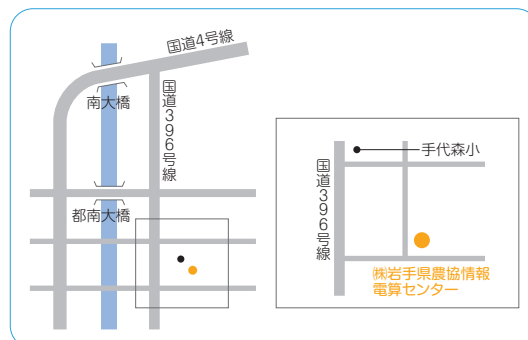 国道4号線
南大橋
国道396号線
都南大橋
手代森小
国道396号線
㈱岩手県農協情報
電算センター